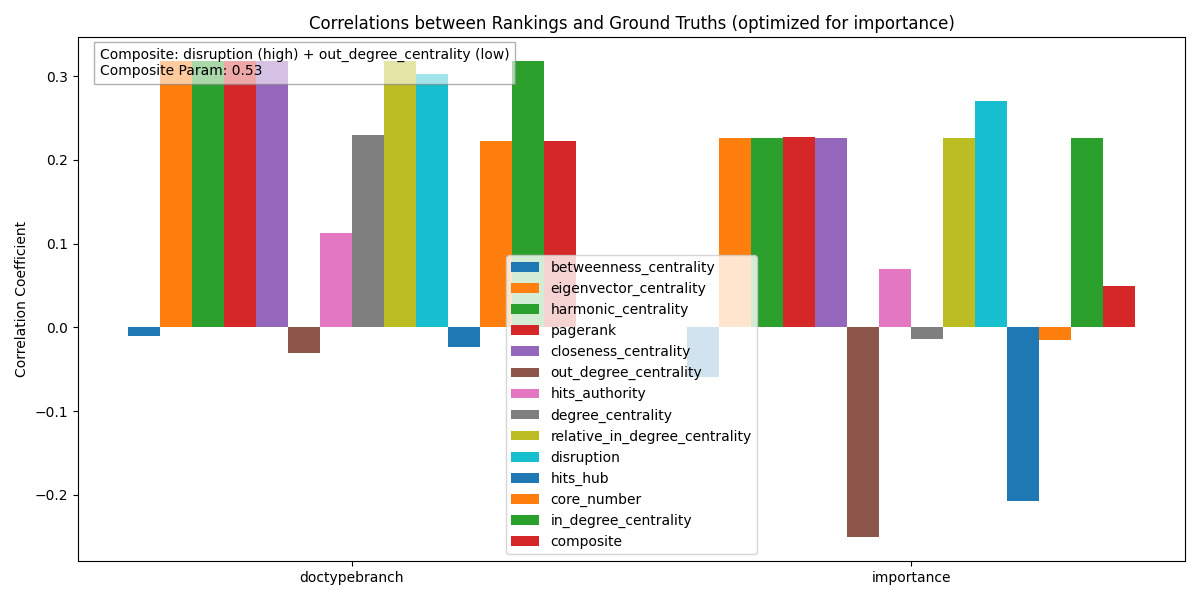 Correlations between Rankings and Ground Truths (optimized for importance)
Composite: disruption (high) + out_degree_centrality (low)
Composite Param: 0.53
Correlation Coefficient
0.3
0.2
0.1
0.0
−0.1
−0.2
betweenness_centrality
eigenvector_centrality
harmonic_centrality
pagerank
closeness_centrality
out_degree_centrality
hits_authority
degree_centrality
relative_in_degree_centrality
disruption
hits_hub
core_number
in_degree_centrality
composite
doctypebranch
importance